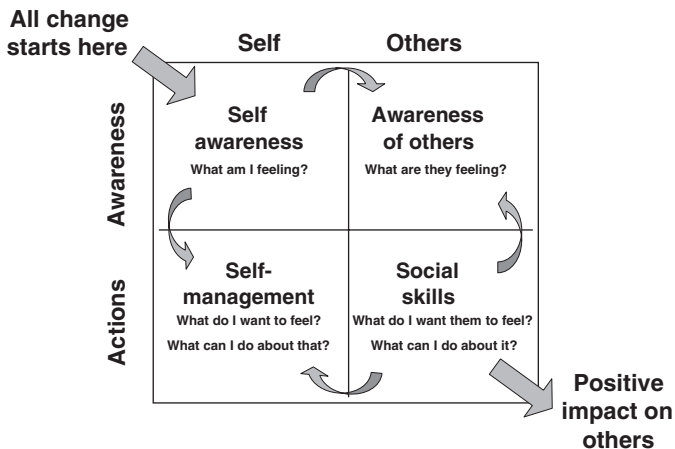 All change
starts here
Self
Others
Awareness
Self
awareness
What am I feeling?
Awareness
of others
What are they feeling?
Actions
Self-
management
What do I want to feel?
What can I do about that?
Social
skills
What do I want them to feel?
What can I do about it?
Positive
impact on
others